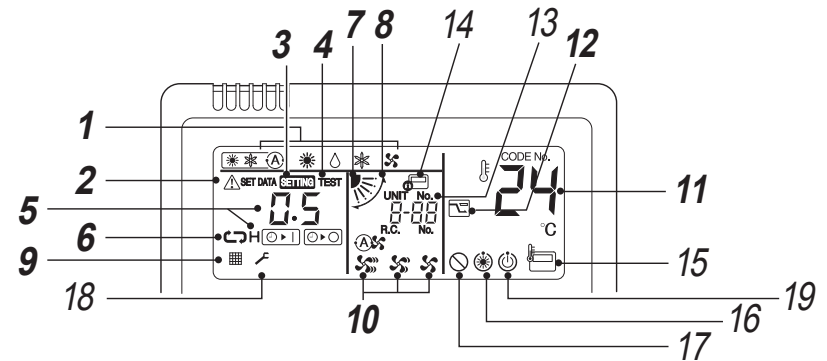 7 8 14 13
3 4 12
1
CODE No.
A
2 SET DATA SETTING TEST UNIT No. 24 11
5 0.5 8-88
R.C. No. °C
6 H A
9 15
18 10 19
16
17